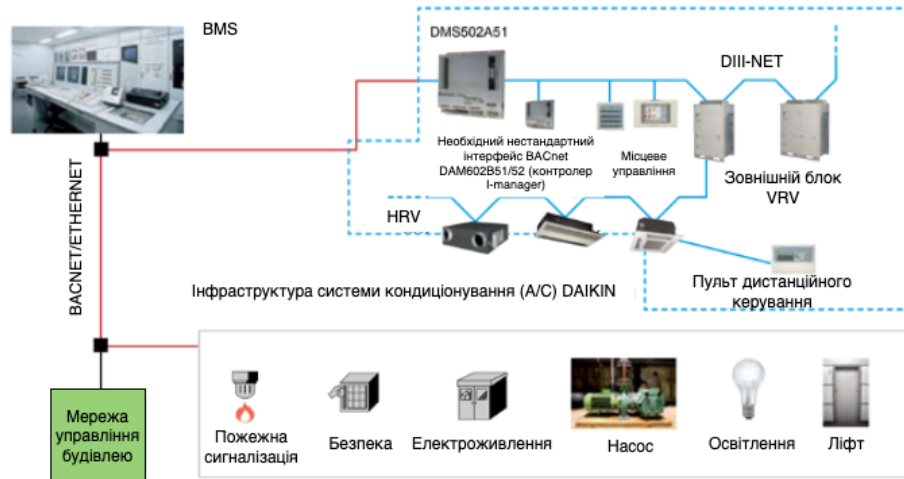 BMS
DMS502A51
DIII-NET
Необхідний нестандартний
інтерфейс BACnet
DAM602B51/52 (контролер
I-manager)
Місцеве
управління
Зовнішній блок
VRV
HRV
BACNET/ETHERNET
Пульт дистанційного
керування
Інфраструктура системи кондиціонування (A/C) DAIKIN
Мережа
управління
будівлею
Пожежна
сигналізація
Безпека
Електроживлення
Насос
Освітлення
Ліфт